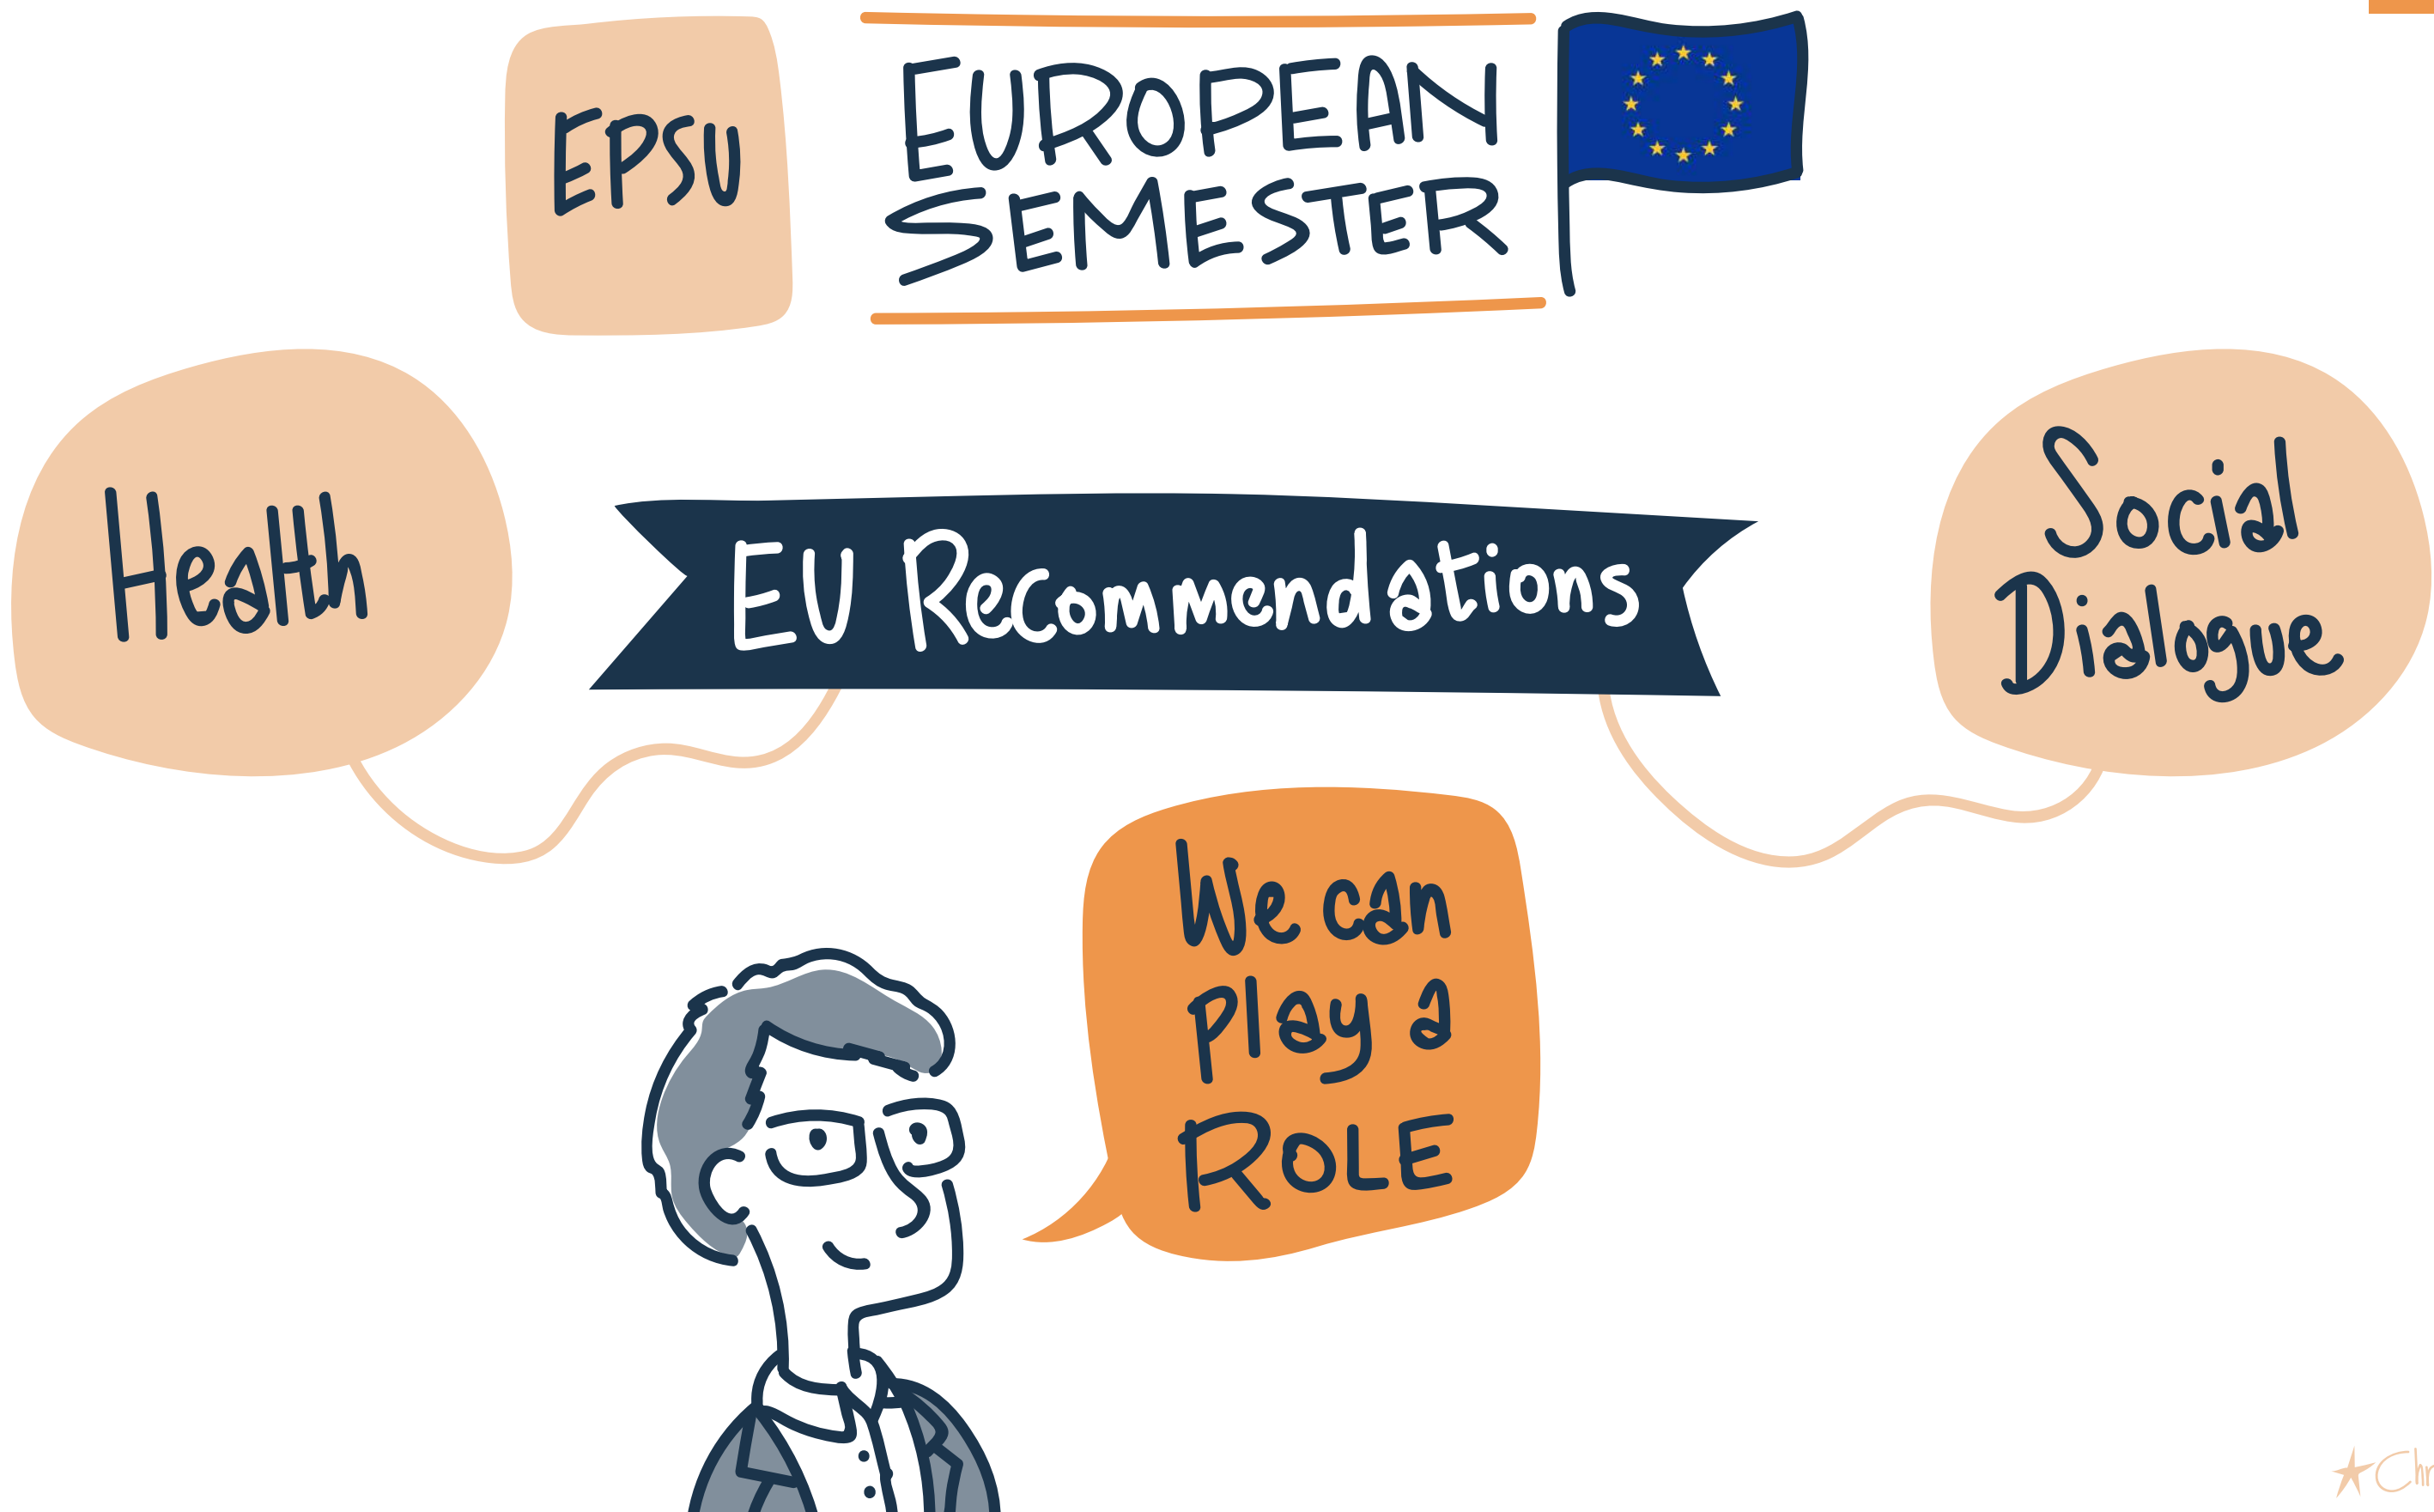 EPSU
EUROPEAN
SEMESTER
Health
EU Recommendations
Social
Dialogue
We can
play a
ROLE